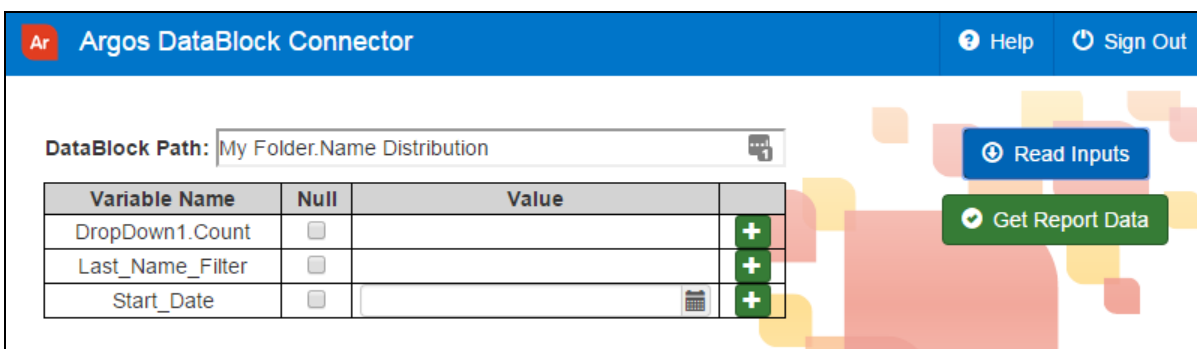 Ar Argos DataBlock Connector Help Sign Out
DataBlock Path: My Folder.Name Distribution 1
Read Inputs
Variable Name Null Value
Get Report Data
DropDown1.Count
Last_Name_Filter
Start_Date